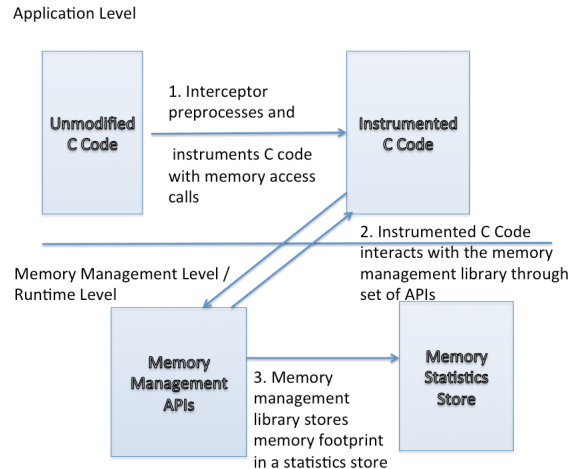 Application Level
Unmodified
C Code
1. Interceptor
preprocesses and
instruments C code
with memory access
calls
Instrumented
C Code
2. Instrumented C Code
interacts with the memory
management library through
set of APIs
Memory Management Level /
Runtime Level
Memory
Management
APIs
3. Memory
management
library stores
memory footprint
in a statistics store
Memory
Statistics
Store